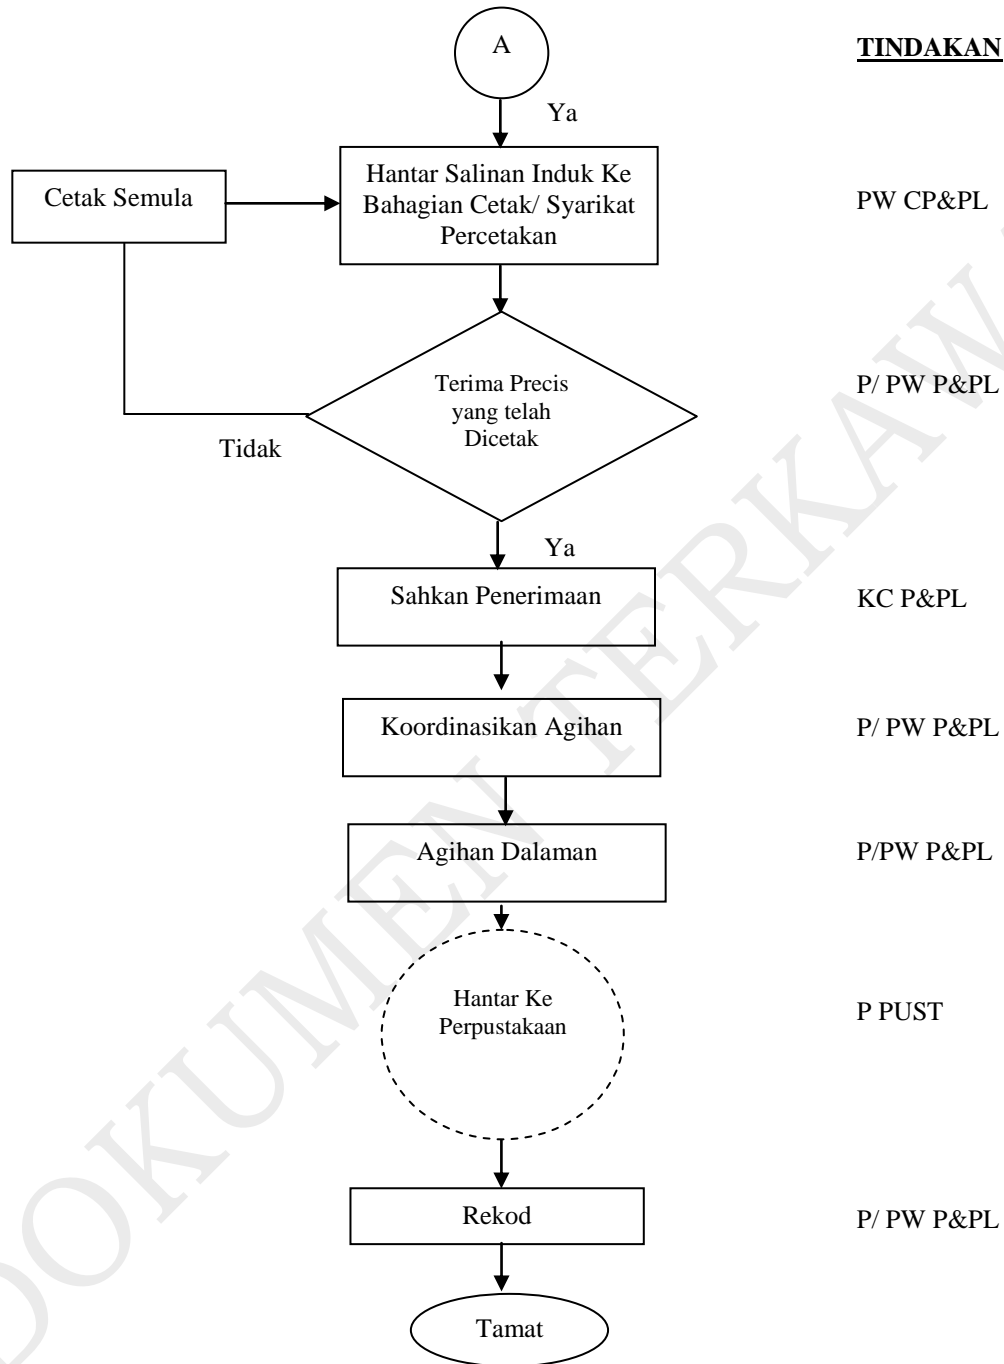 A
TINDAKAN
Ya
Cetak Semula
Hantar Salinan Induk Ke
Bahagian Cetak/ Syarikat
Percetakan
PW CP&PL
Terima Precis
yang telah
Dicetak
P/ PW P&PL
Tidak
Ya
Sahkan Penerimaan
KC P&PL
Koordinasikan Agihan
P/ PW P&PL
Agihan Dalaman
P/PW P&PL
Hantar Ke
Perpustakaan
P PUST
Rekod
P/ PW P&PL
Tamat
DOKUMEN TERKAW